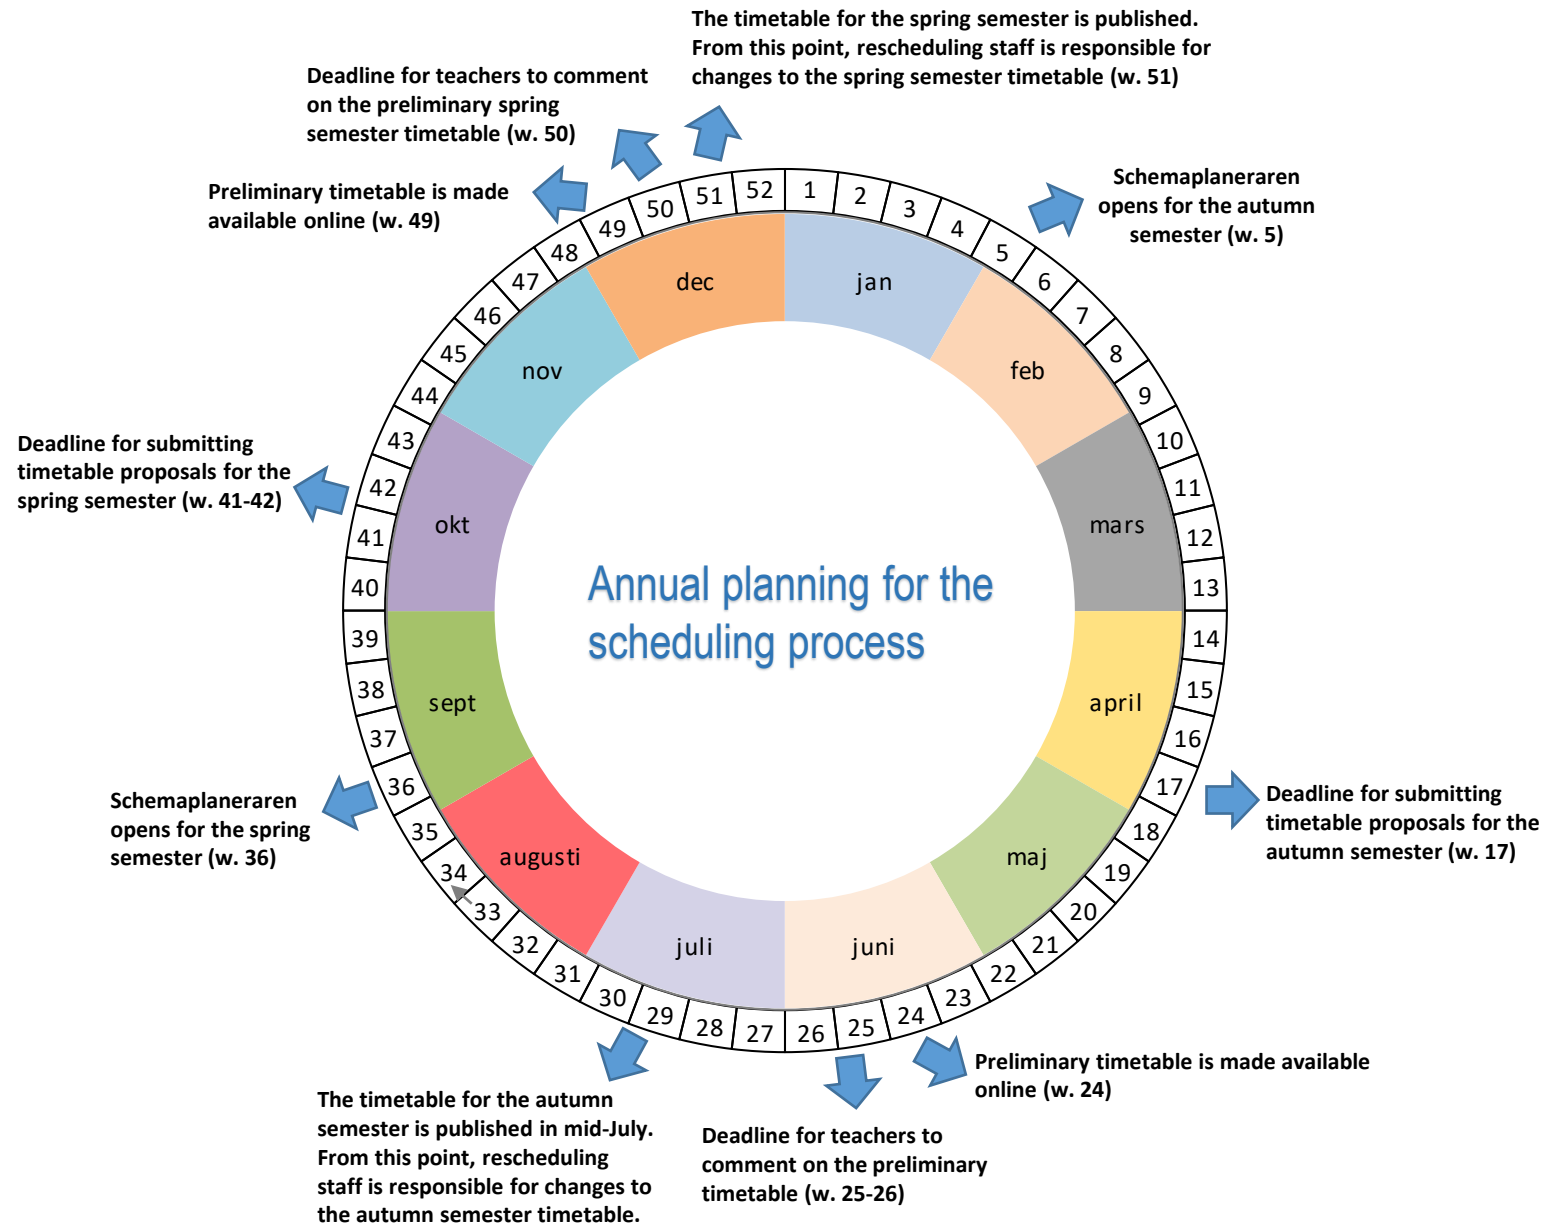 The timetable for the spring semester is published.
From this point, rescheduling staff is responsible for
changes to the spring semester timetable (w. 51)
Deadline for teachers to comment
on the preliminary spring
semester timetable (w. 50)
Preliminary timetable is made
available online (w. 49)
Schemaplaneraren
opens for the autumn
semester (w. 5)
Deadline for submitting
timetable proposals for the
spring semester (w. 41-42)
Schemaplaneraren
opens for the spring
semester (w. 36)
Deadline for submitting
timetable proposals for the
autumn semester (w. 17)
Preliminary timetable is made available
online (w. 24)
Deadline for teachers to
comment on the preliminary
timetable (w. 25-26)
The timetable for the autumn
semester is published in mid-July.
From this point, rescheduling
staff is responsible for changes to
the autumn semester timetable.
Annual planning for the
scheduling process
jan
feb
mars
april
maj
juni
juli
augusti
sept
okt
nov
dec
1
2
3
4
5
6
7
8
9
10
11
12
13
14
15
16
17
18
19
20
21
22
23
24
25
26
27
28
29
30
31
32
33
34
35
36
37
38
39
40
41
42
43
44
45
46
47
48
49
50
51
52